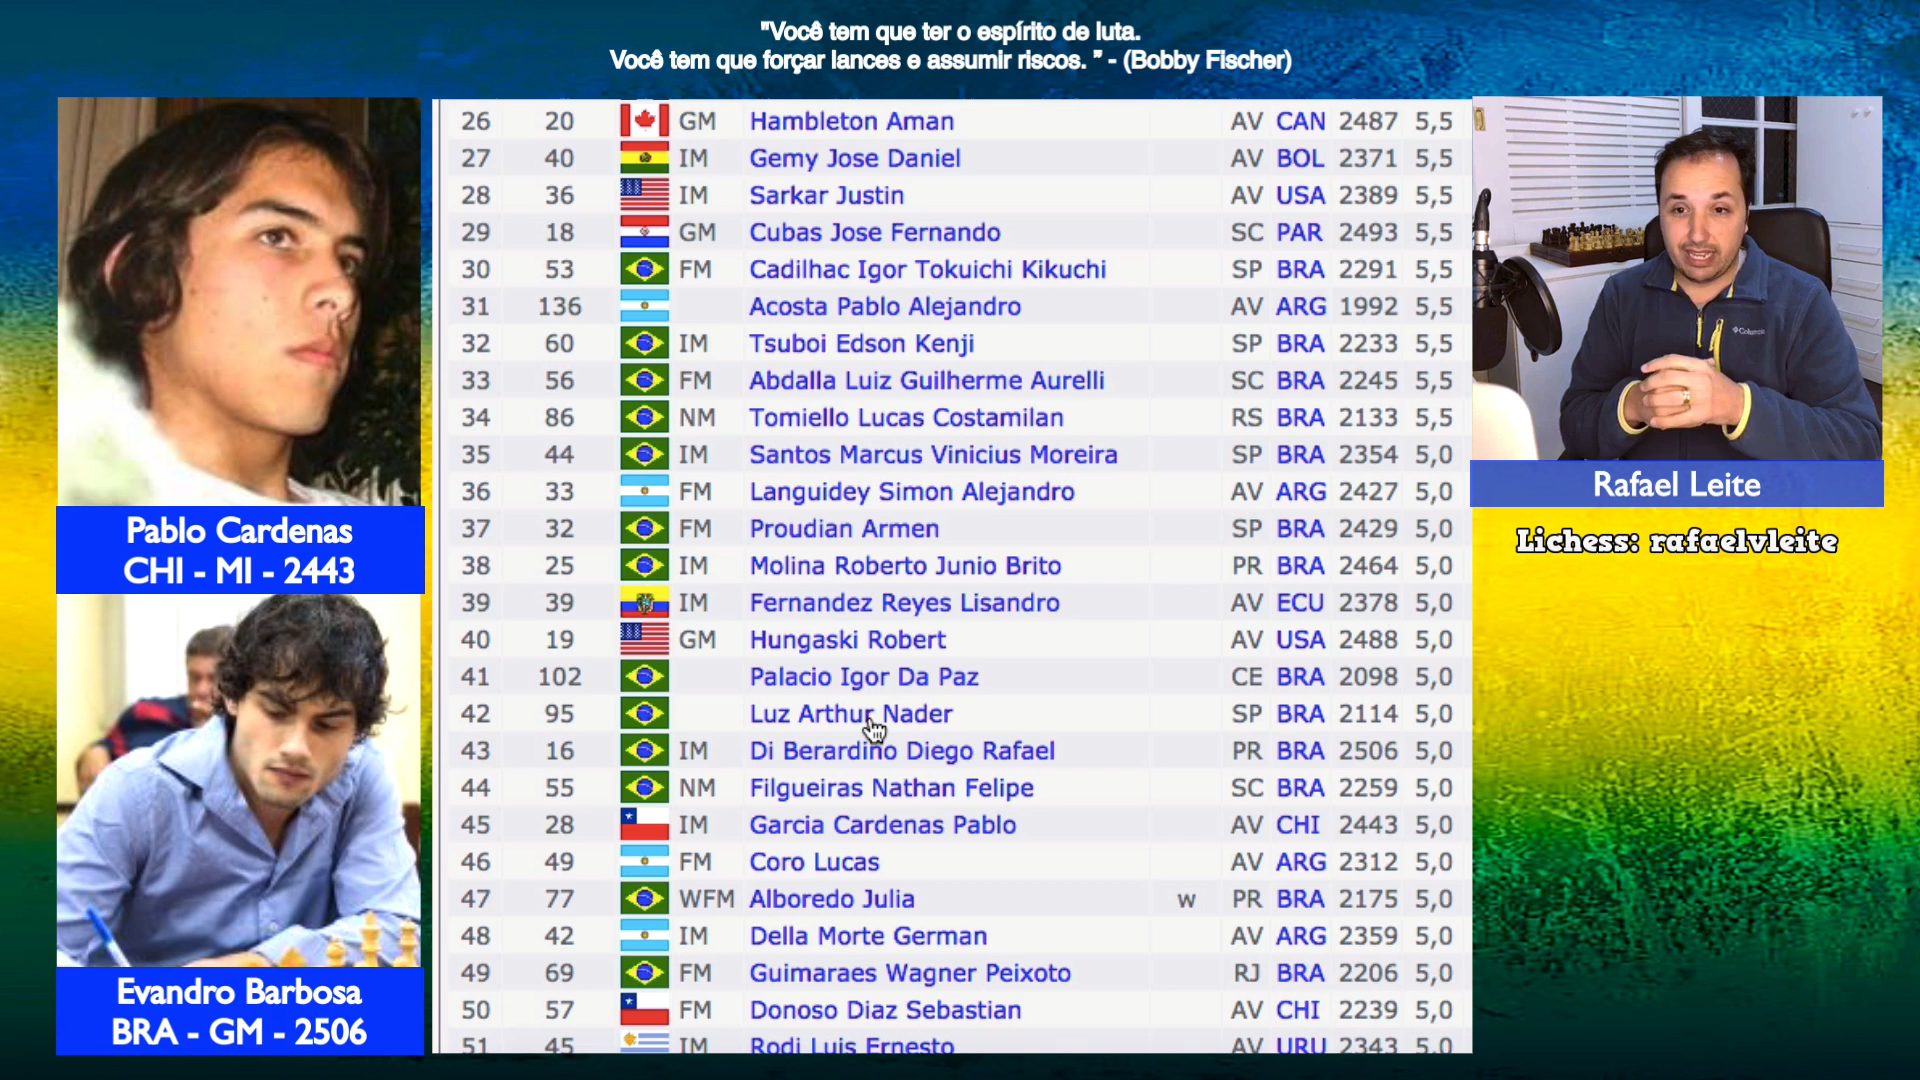 "Você tem que ter o espírito de luta.
Você tem que forçar lances e assumir riscos. ” - (Bobby Fischer)
26 20 GM Hambleton Aman AV CAN 2487 5,5
27 40 IM Gemy Jose Daniel AV BOL 2371 5,5
28 36 IM Sarkar Justin AV USA 2389 5,5
29 18 GM Cubas Jose Fernando SC PAR 2493 5,5
30 53 FM Cadilhac Igor Tokuichi Kikuchi SP BRA 2291 5,5
31 136 Acosta Pablo Alejandro AV ARG 1992 5,5
32 60 IM Tsuboi Edson Kenji SP BRA 2233 5,5
33 56 FM Abdalla Luiz Guilherme Aurelli SC BRA 2245 5,5
34 86 NM Tomiello Lucas Costamilan RS BRA 2133 5,5
35 44 IM Santos Marcus Vinicius Moreira SP BRA 2354 5,0
36 33 FM Languidey Simon Alejandro AV ARG 2427 5,0
37 32 FM Proudian Armen SP BRA 2429 5,0
38 25 IM Molina Roberto Junio Brito PR BRA 2464 5,0
39 39 IM Fernandez Reyes Lisandro AV ECU 2378 5,0
40 19 GM Hungaski Robert AV USA 2488 5,0
41 102 Palacio Igor Da Paz CE BRA 2098 5,0
42 95 Luz Arthur Nader SP BRA 2114 5,0
43 16 IM Di Berardino Diego Rafael PR BRA 2506 5,0
44 55 NM Filgueiras Nathan Felipe SC BRA 2259 5,0
45 28 IM Garcia Cardenas Pablo AV CHI 2443 5,0
46 49 FM Coro Lucas AV ARG 2312 5,0
47 77 WFM Alboredo Julia w PR BRA 2175 5,0
48 42 IM Della Morte German AV ARG 2359 5,0
49 69 FM Guimaraes Wagner Peixoto RJ BRA 2206 5,0
50 57 FM Donoso Diaz Sebastian AV CHI 2239 5,0
51 45 IM Rodi Luis Ernesto AV URU 2343 5,0
Pablo Cardenas
CHI - MI - 2443
Evandro Barbosa
BRA - GM - 2506
Columbia
Rafael Leite
Lichess: rafaelvleite